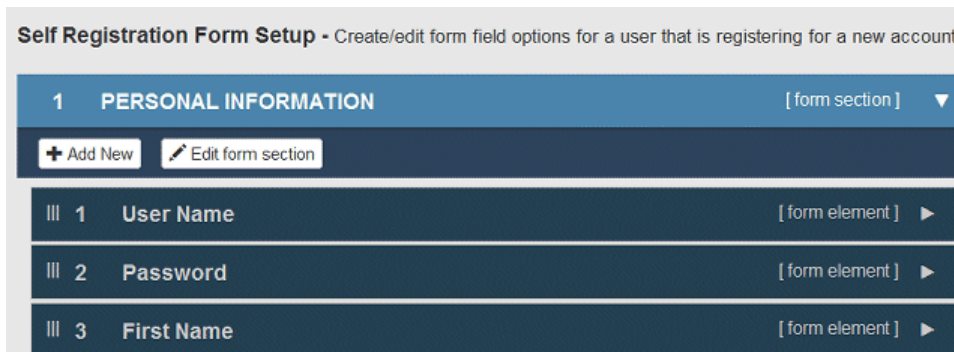 Self Registration Form Setup - Create/edit form field options for a user that is registering for a new account
1 PERSONAL INFORMATION [ form section ]
Add New Edit form section
1 User Name [ form element ]
2 Password [ form element ]
3 First Name [ form element ]